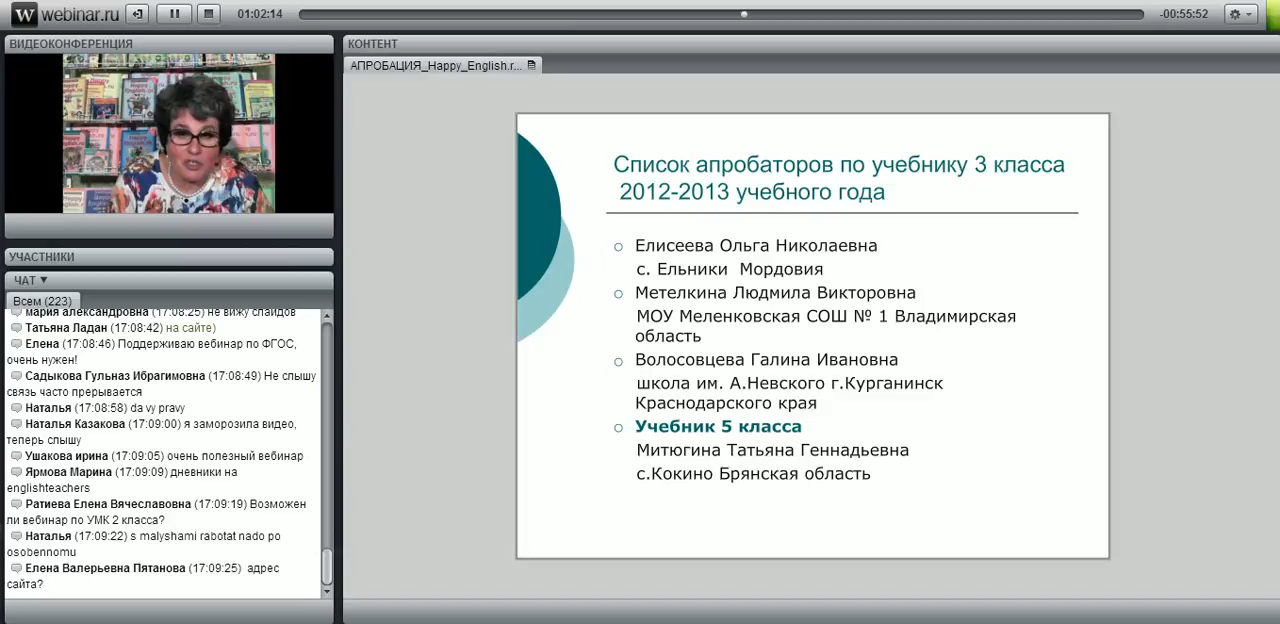 webinar.ru
01:02:14
-00:55:52
ВИДЕОКОНФЕРЕНЦИЯ
УЧАСТНИКИ
ЧАТ ▼
Всем (223)
мария александровна (17:08:25) не вижу слайдов
Татьяна Ладан (17:08:42) на сайте)
Елена (17:08:46) Поддерживаю вебинар по ФГОС,
очень нужен!
Садыкова Гульназ Ибрагимовна (17:08:49) Не слышу
связь часто прерывается
Наталья (17:08:58) da vy pravy
Наталья Казакова (17:09:00) я заморозила видео,
теперь слышу
Ушакова ирина (17:09:05) очень полезный вебинар
Ярмова Марина (17:09:09) дневники на
englishteachers
Ратиева Елена Вячеславовна (17:09:19) Возможен
ли вебинар по УМК 2 класса?
Наталья (17:09:22) s malyshami rabotat nado po
osobennomu
Елена Валерьевна Пятанова (17:09:25) адрес
сайта?
КОНТЕНТ
АПРОБАЦИЯ_Happy_English.r...
Список апробаторов по учебнику 3 класса
2012-2013 учебного года
Елисеева Ольга Николаевна
с. Ельники Мордовия
Метелкина Людмила Викторовна
МОУ Меленковская СОШ № 1 Владимирская
область
Волосовцева Галина Ивановна
школа им. А.Невского г.Курганинск
Краснодарского края
Учебник 5 класса
Митюгина Татьяна Геннадьевна
с.Кокино Брянская область